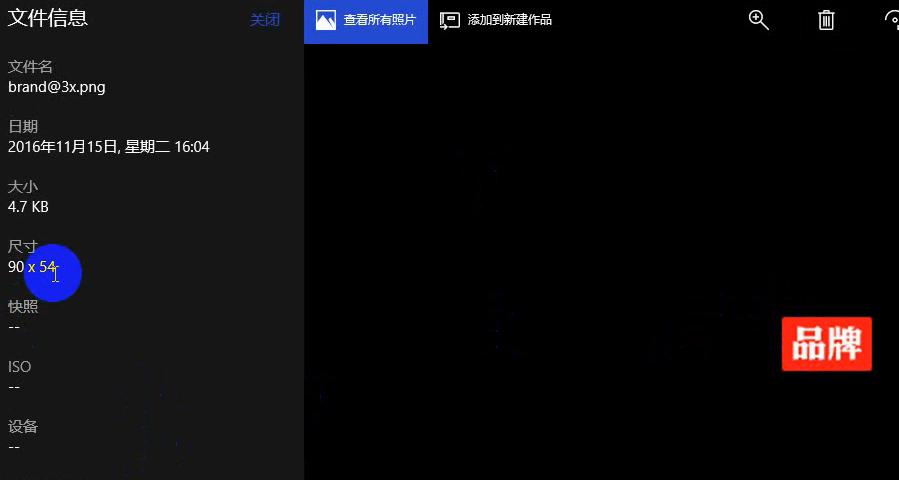 文件信息
关闭
查看所有照片
添加到新建作品
文件名
brand@3x.png
日期
2016年11月15日, 星期二 16:04
大小
4.7 KB
尺寸
90 x 54
快照
--
ISO
--
设备
--
品牌